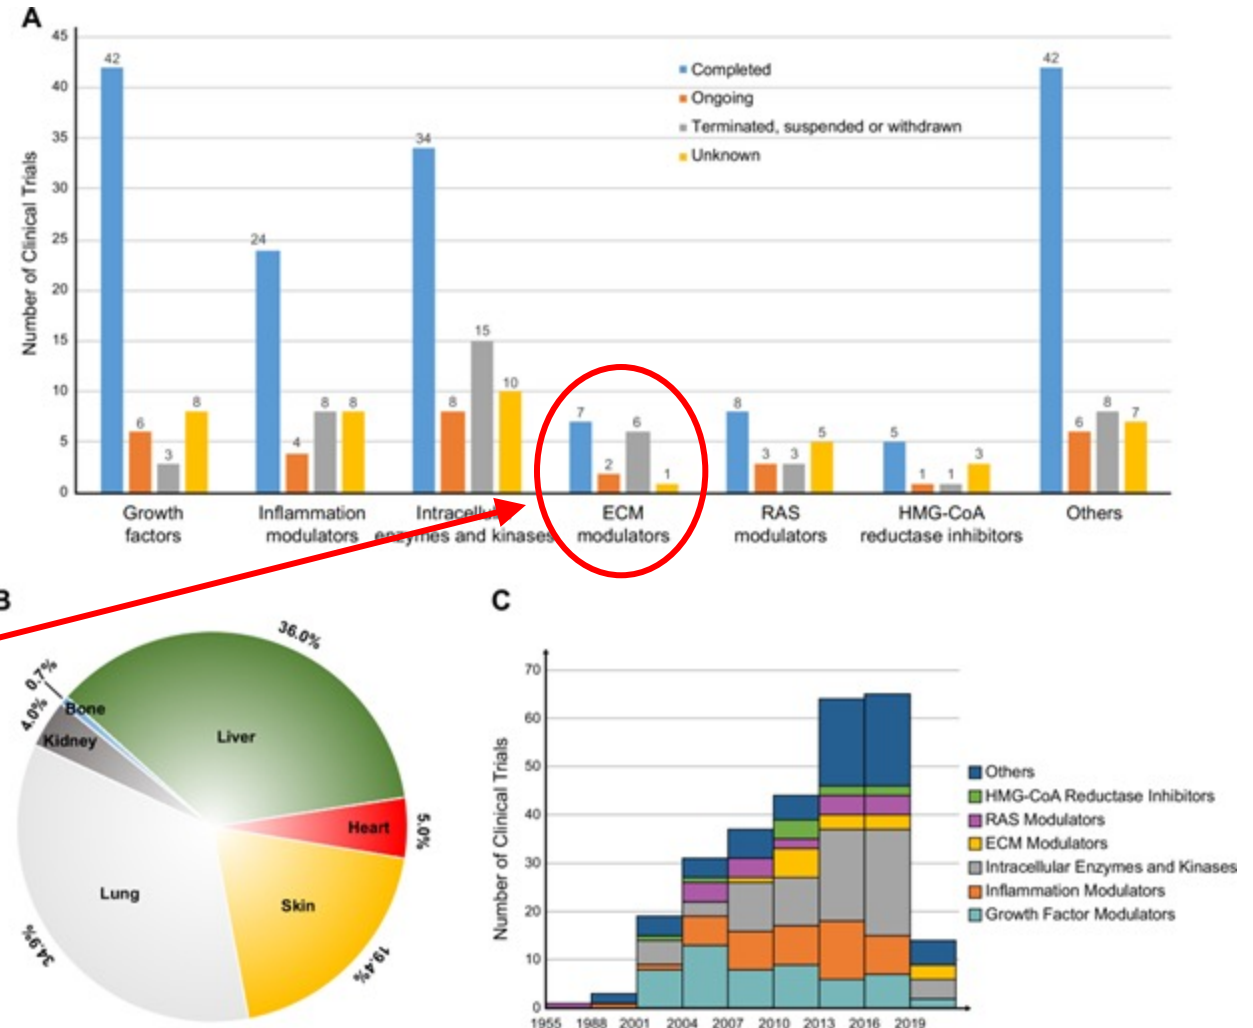 A
45
40
35
30
25
20
15
10
5
0
Number of Clinical Trials
Completed
Ongoing
Terminated, suspended or withdrawn
Unknown
42
6
3
8
24
4
8
8
34
8
15
10
7
2
6
1
8
3
3
5
5
1
1
3
42
6
8
7
Growth
factors
Inflammation
modulators
enzymes and kinases
ECM
modulators
RAS
modulators
HMG-CoA
reductase inhibitors
Others
B
36.0%
0.7%
4.0%
Bone
Kidney
Liver
Heart
5.0%
Lung
Skin
34.9%
19.4%
C
70
60
50
40
30
20
10
0
Number of Clinical Trials
1955 1988 2001 2004 2007 2010 2013 2016 2019
Others
HMG-CoA Reductase Inhibitors
RAS Modulators
ECM Modulators
Intracellular Enzymes and Kinases
Inflammation Modulators
Growth Factor Modulators